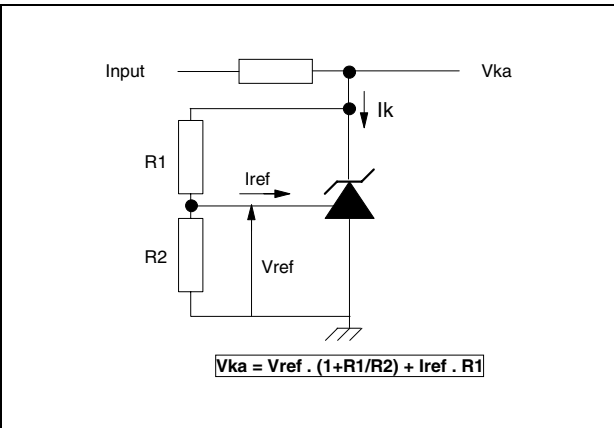 Input
Vka
Ik
R1
Iref
R2
Vref
Vka = Vref . (1+R1/R2) + Iref . R1